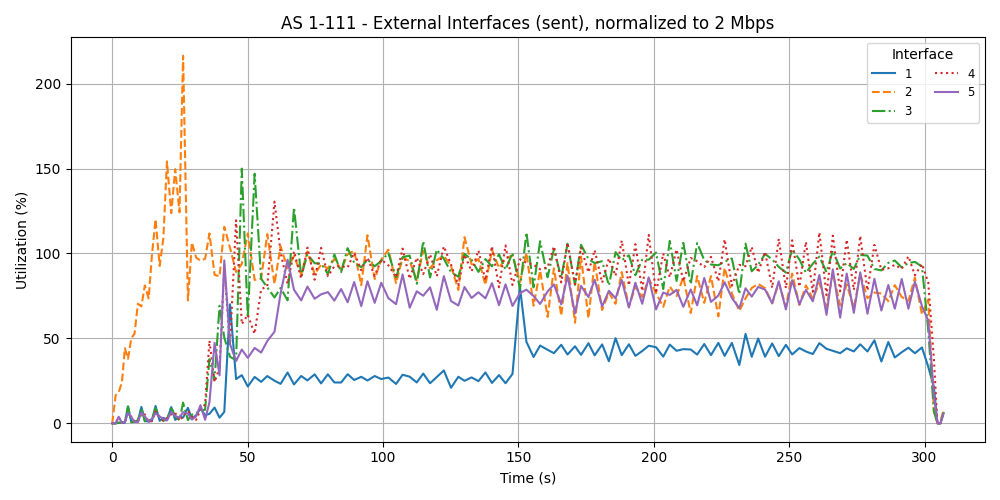 AS 1-111 - External Interfaces (sent), normalized to 2 Mbps
Utilization (%)
200
150
100
50
0
0 50 100 150 200 250 300
Time (s)
Interface
1 4
2 5
3